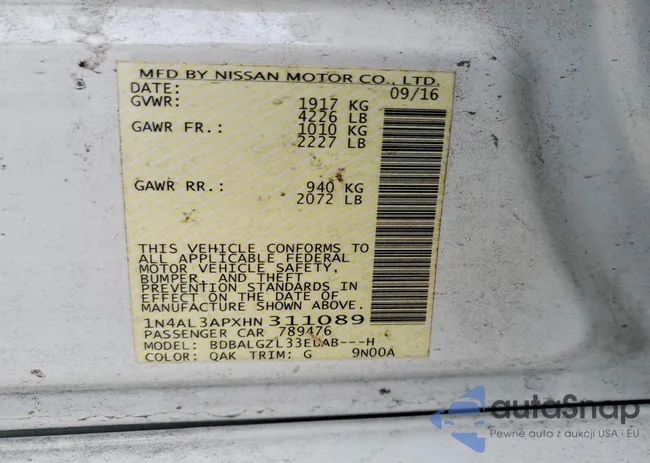 MFD BY NISSAN MOTOR CO., LTD.
DATE: 09/16
GVWR: 1917 KG
4226 LB
GAWR FR.: 1010 KG
2227 LB
GAWR RR.: 940 KG
2072 LB
THIS VEHICLE CONFORMS TO
ALL APPLICABLE FEDERAL
MOTOR VEHICLE SAFETY,
BUMPER, AND THEFT
PREVENTION STANDARDS IN
EFFECT ON THE DATE OF
MANUFACTURE SHOWN ABOVE.
1N4AL3APXHN311089
PASSENGER CAR 789476
MODEL: BDBALGZL33EUAB---H
COLOR: QAK TRIM: G 9N00A
autoSnap
Pewne auta z aukcji USA i EU